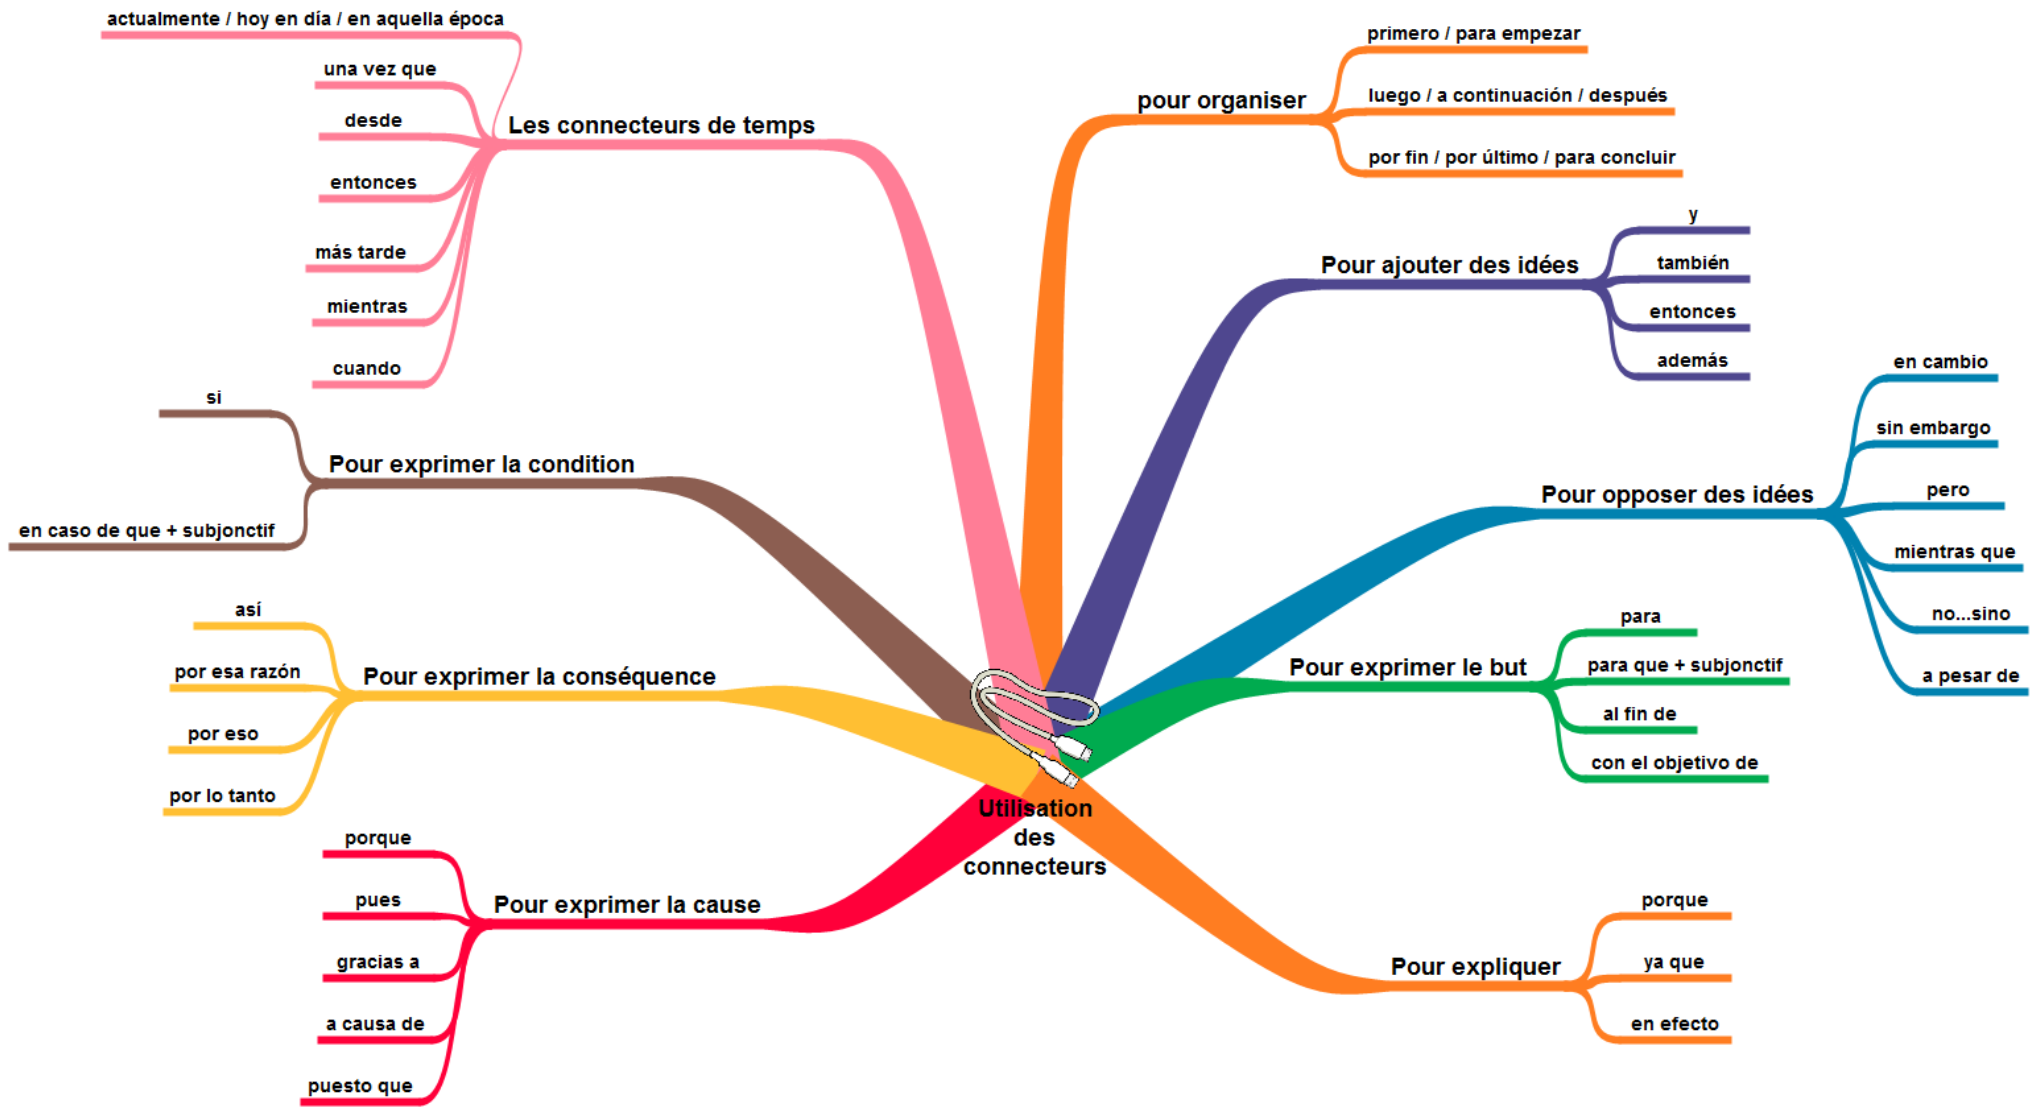 actualmente / hoy en día / en aquella época
una vez que
desde
entonces
más tarde
mientras
cuando
Les connecteurs de temps
si
en caso de que + subjonctif
Pour exprimer la condition
así
por esa razón
por eso
por lo tanto
Pour exprimer la conséquence
porque
pues
gracias a
a causa de
puesto que
Pour exprimer la cause
Utilisation
des
connecteurs
pour organiser
primero / para empezar
luego / a continuación / después
por fin / por último / para concluir
Pour ajouter des idées
y
también
entonces
además
Pour opposer des idées
en cambio
sin embargo
pero
mientras que
no...sino
a pesar de
Pour exprimer le but
para
para que + subjonctif
al fin de
con el objetivo de
Pour expliquer
porque
ya que
en efecto